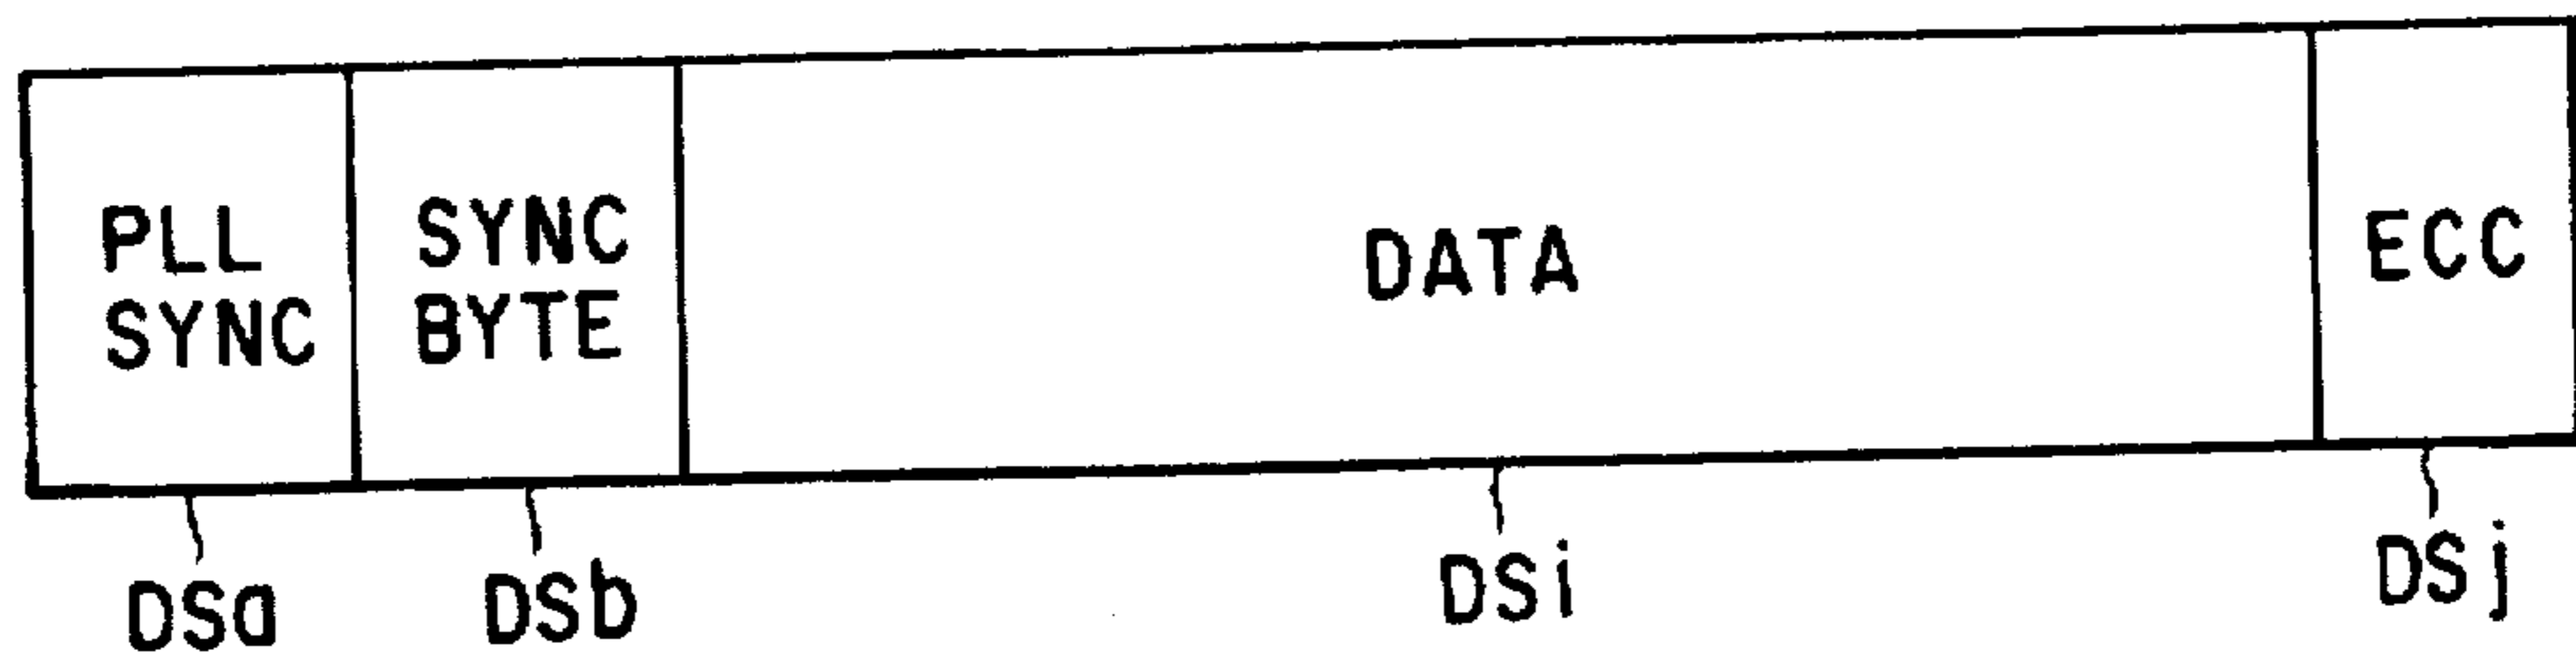 PLL
SYNC
SYNC
BYTE
DATA
ECC
DSa
DSb
DSi
DSj